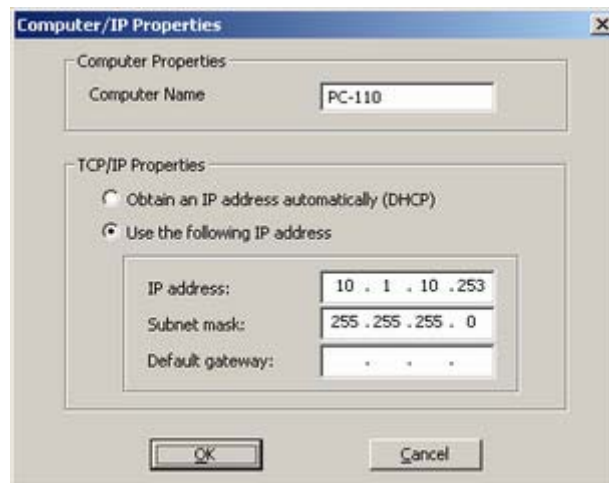 Computer/IP Properties
Computer Properties
Computer Name PC-110
TCP/IP Properties
Obtain an IP address automatically (DHCP)
Use the following IP address
IP address: 10 . 1 . 10 .253
Subnet mask: 255 .255 .255 . 0
Default gateway: . . .
OK Cancel